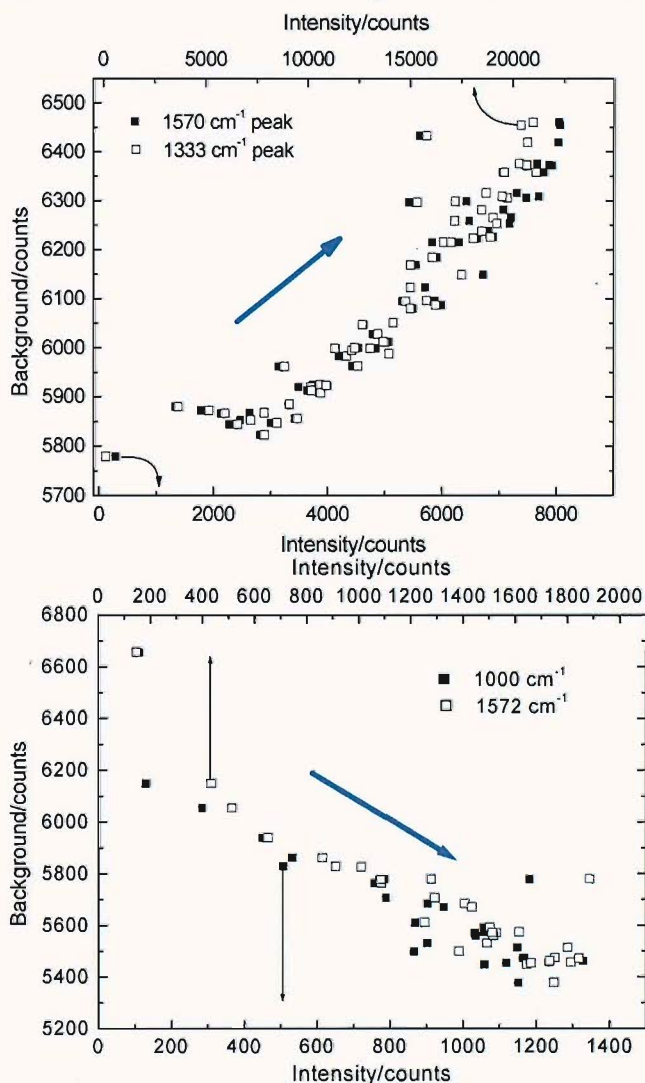 Intensity/counts
0 5000 10000 15000 20000
6500
6400
6300
6200
6100
6000
5900
5800
5700
Background/counts
1570 cm⁻¹ peak
1333 cm⁻¹ peak
0 2000 4000 6000 8000
Intensity/counts
Intensity/counts
0 200 400 600 800 1000 1200 1400 1600 1800 2000
6800
6600
6400
6200
6000
5800
5600
5400
5200
Background/counts
1000 cm⁻¹
1572 cm⁻¹
0 200 400 600 800 1000 1200 1400
Intensity/counts